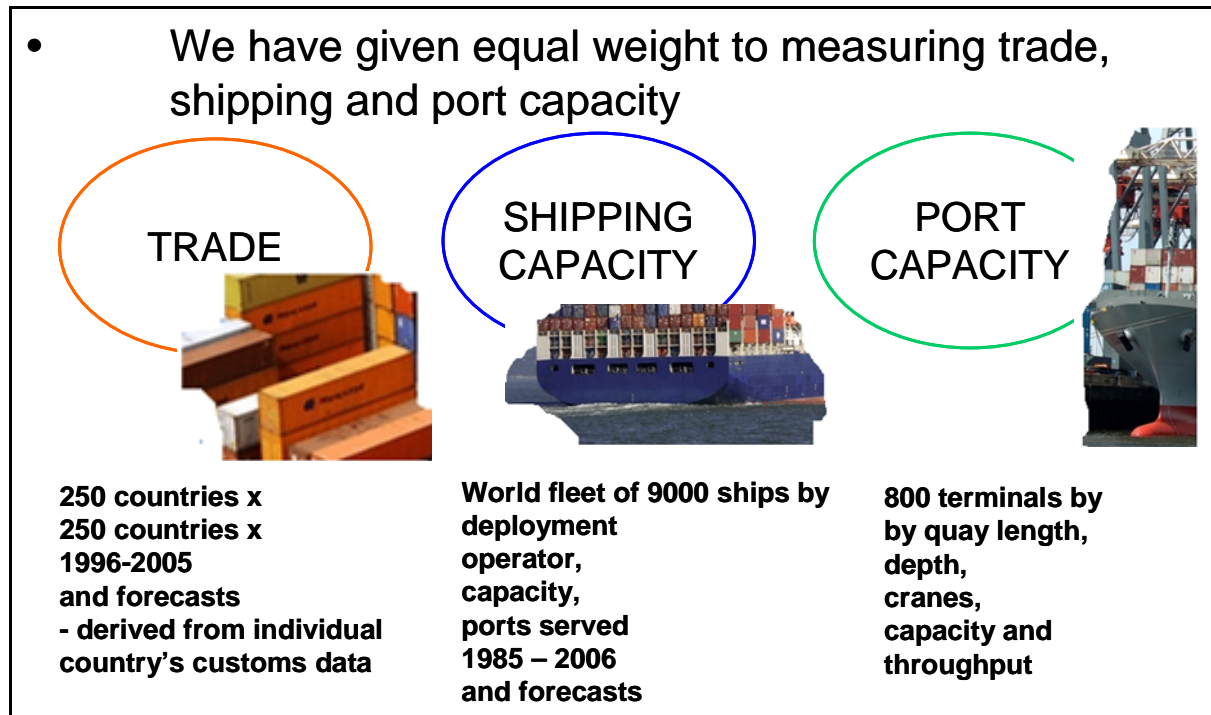 • We have given equal weight to measuring trade,
shipping and port capacity
TRADE
SHIPPING
CAPACITY
PORT
CAPACITY
250 countries x
250 countries x
1996-2005
and forecasts
- derived from individual
country's customs data
World fleet of 9000 ships by
deployment
operator,
capacity,
ports served
1985 – 2006
and forecasts
800 terminals by
by quay length,
depth,
cranes,
capacity and
throughput